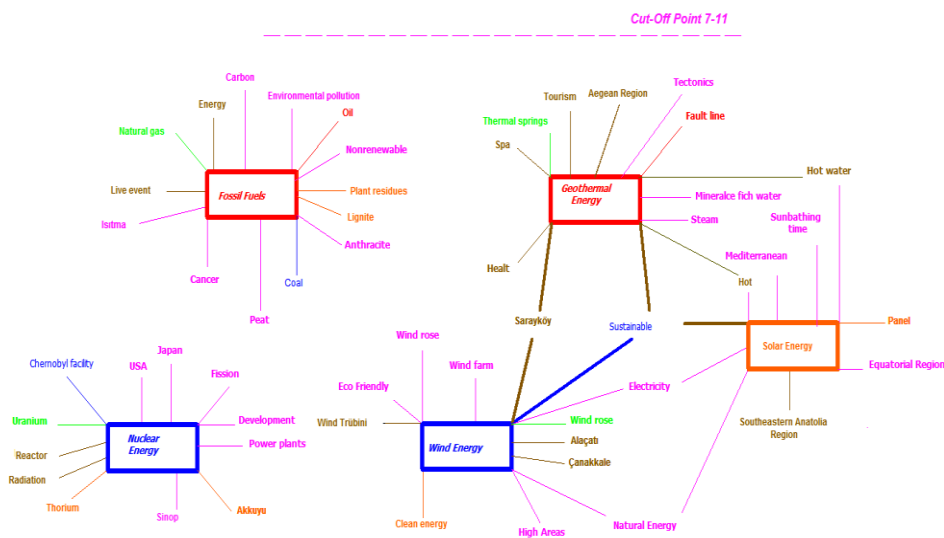 Cut-Off Point 7-11
Carbon
Energy
Environmental pollution
Oil
Natural gas
Nonrenewable
Live event
Fossil Fuels
Plant residues
Isıtma
Lignite
Anthracite
Cancer
Coal
Peat
Tectonics
Tourism
Aegean Region
Thermal springs
Fault line
Spa
Hot water
Geothermal
Energy
Mineralce fich water
Steam
Sunbathing
time
Mediterranean
Healt
Hot
Sarayköy
Sustainable
Panel
Solar Energy
Equatorial Region
Southeastern Anatolia
Region
Electricity
Natural Energy
Wind rose
Wind farm
Eco Friendly
Wind Trübini
Wind rose
Wind Energy
Alaçatı
Çanakkale
Clean energy
High Areas
Japan
Chernobyl facility
USA
Fission
Uranium
Development
Nuclear
Energy
Power plants
Reactor
Radiation
Thorium
Sinop
Akkuyu